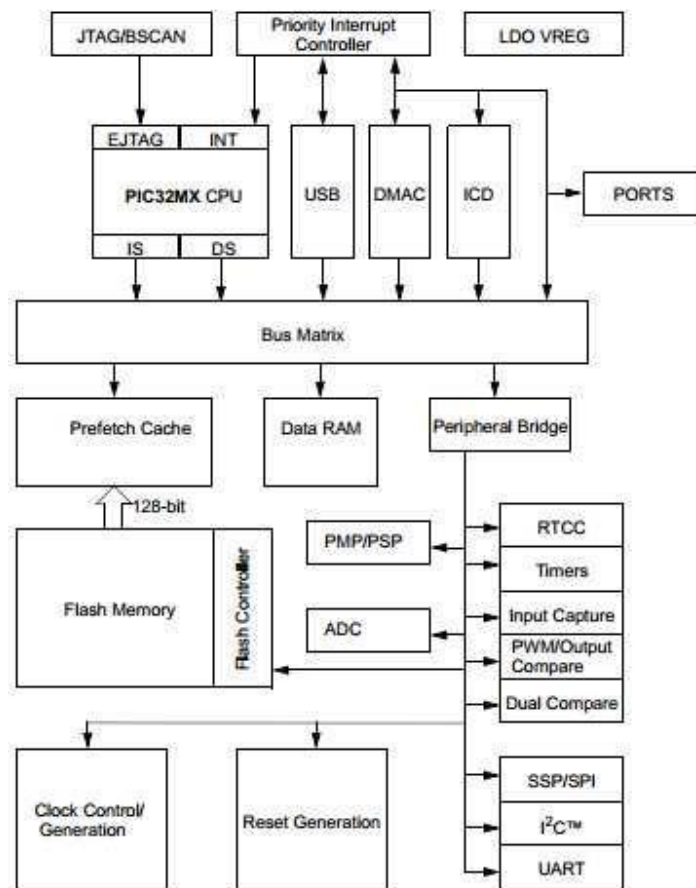 JTAG/BSCAN
Priority Interrupt
Controller
LDO VREG
EJTAG
INT
PIC32MX CPU
IS
DS
USB
DMAC
ICD
PORTS
Bus Matrix
Prefetch Cache
Data RAM
Peripheral Bridge
128-bit
Flash Memory
Flash Controller
PMP/PSP
ADC
RTCC
Timers
Input Capture
PWM/Output
Compare
Dual Compare
Clock Control/
Generation
Reset Generation
SSP/SPI
I²C™
UART